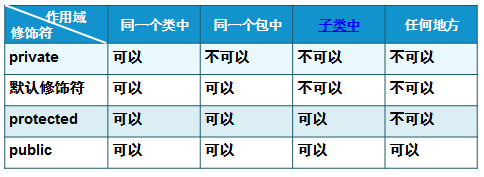 作用域
修饰符 同一个类中 同一个包中 子类中 任何地方
private 可以 不可以 不可以 不可以
默认修饰符 可以 可以 不可以 不可以
protected 可以 可以 可以 不可以
public 可以 可以 可以 可以